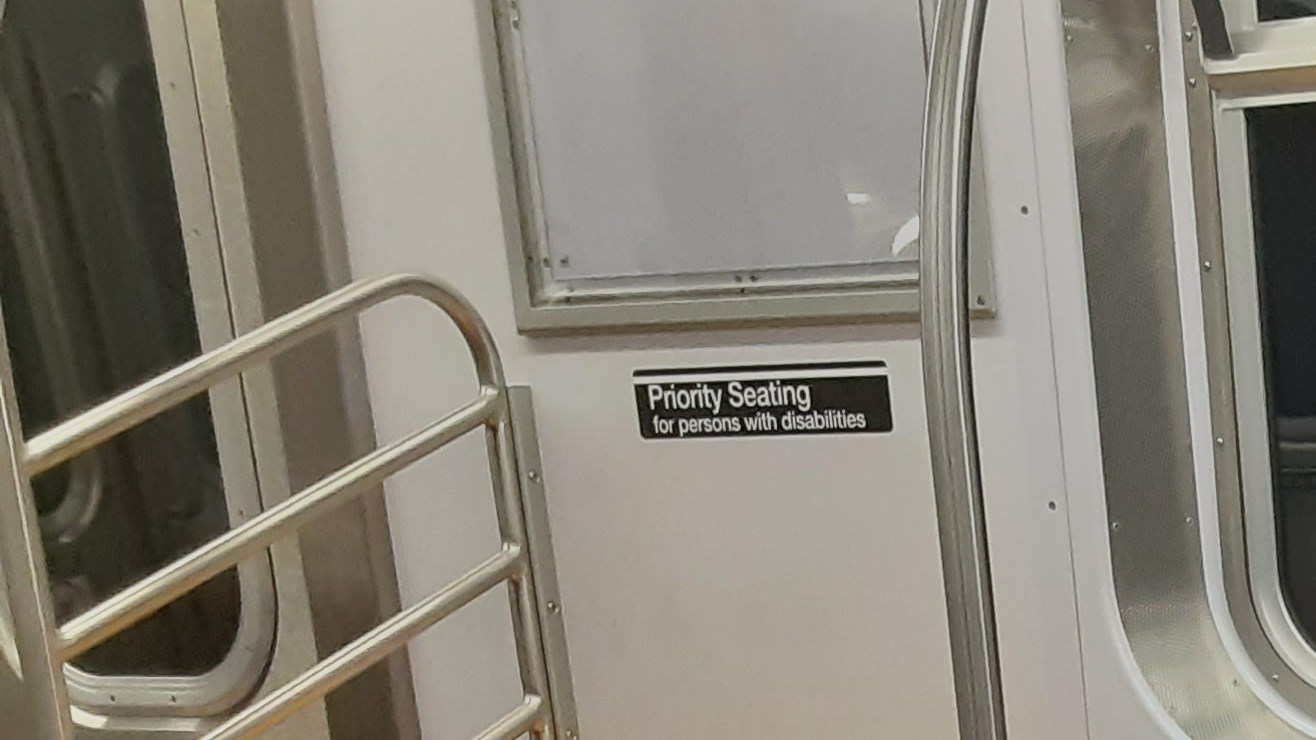 Priority Seating
for persons with disabilities